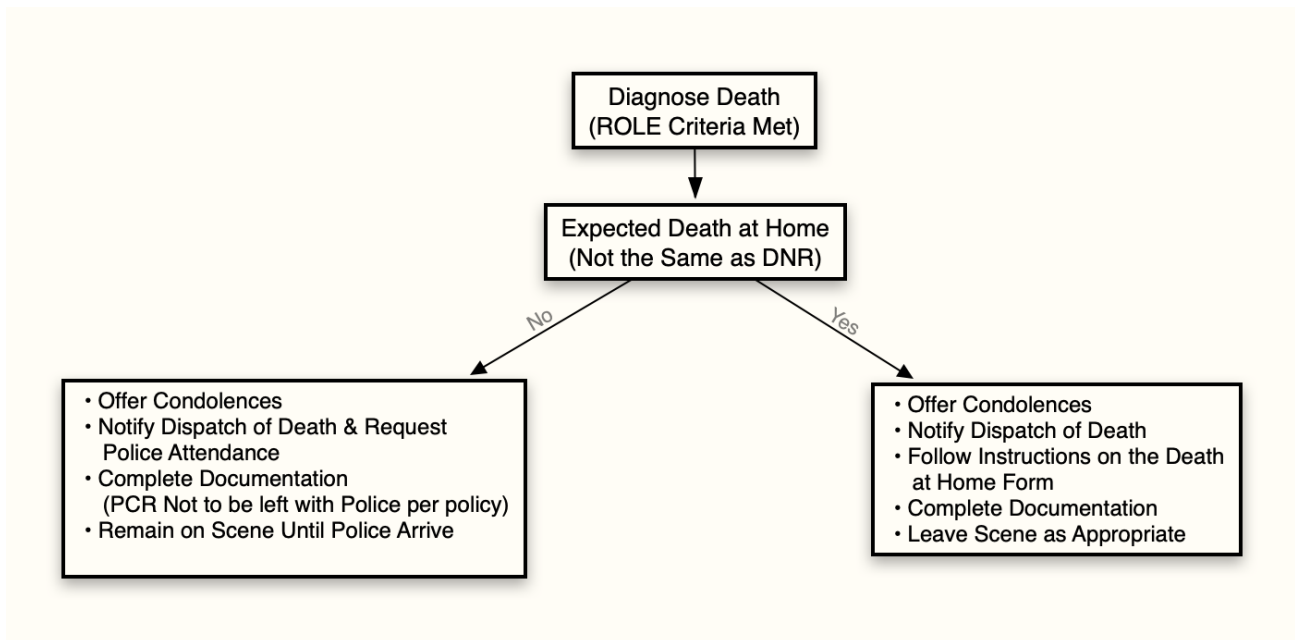 Diagnose Death
(ROLE Criteria Met)
Expected Death at Home
(Not the Same as DNR)
No
Yes
• Offer Condolences
• Notify Dispatch of Death & Request
Police Attendance
• Complete Documentation
(PCR Not to be left with Police per policy)
• Remain on Scene Until Police Arrive
• Offer Condolences
• Notify Dispatch of Death
• Follow Instructions on the Death
at Home Form
• Complete Documentation
• Leave Scene as Appropriate